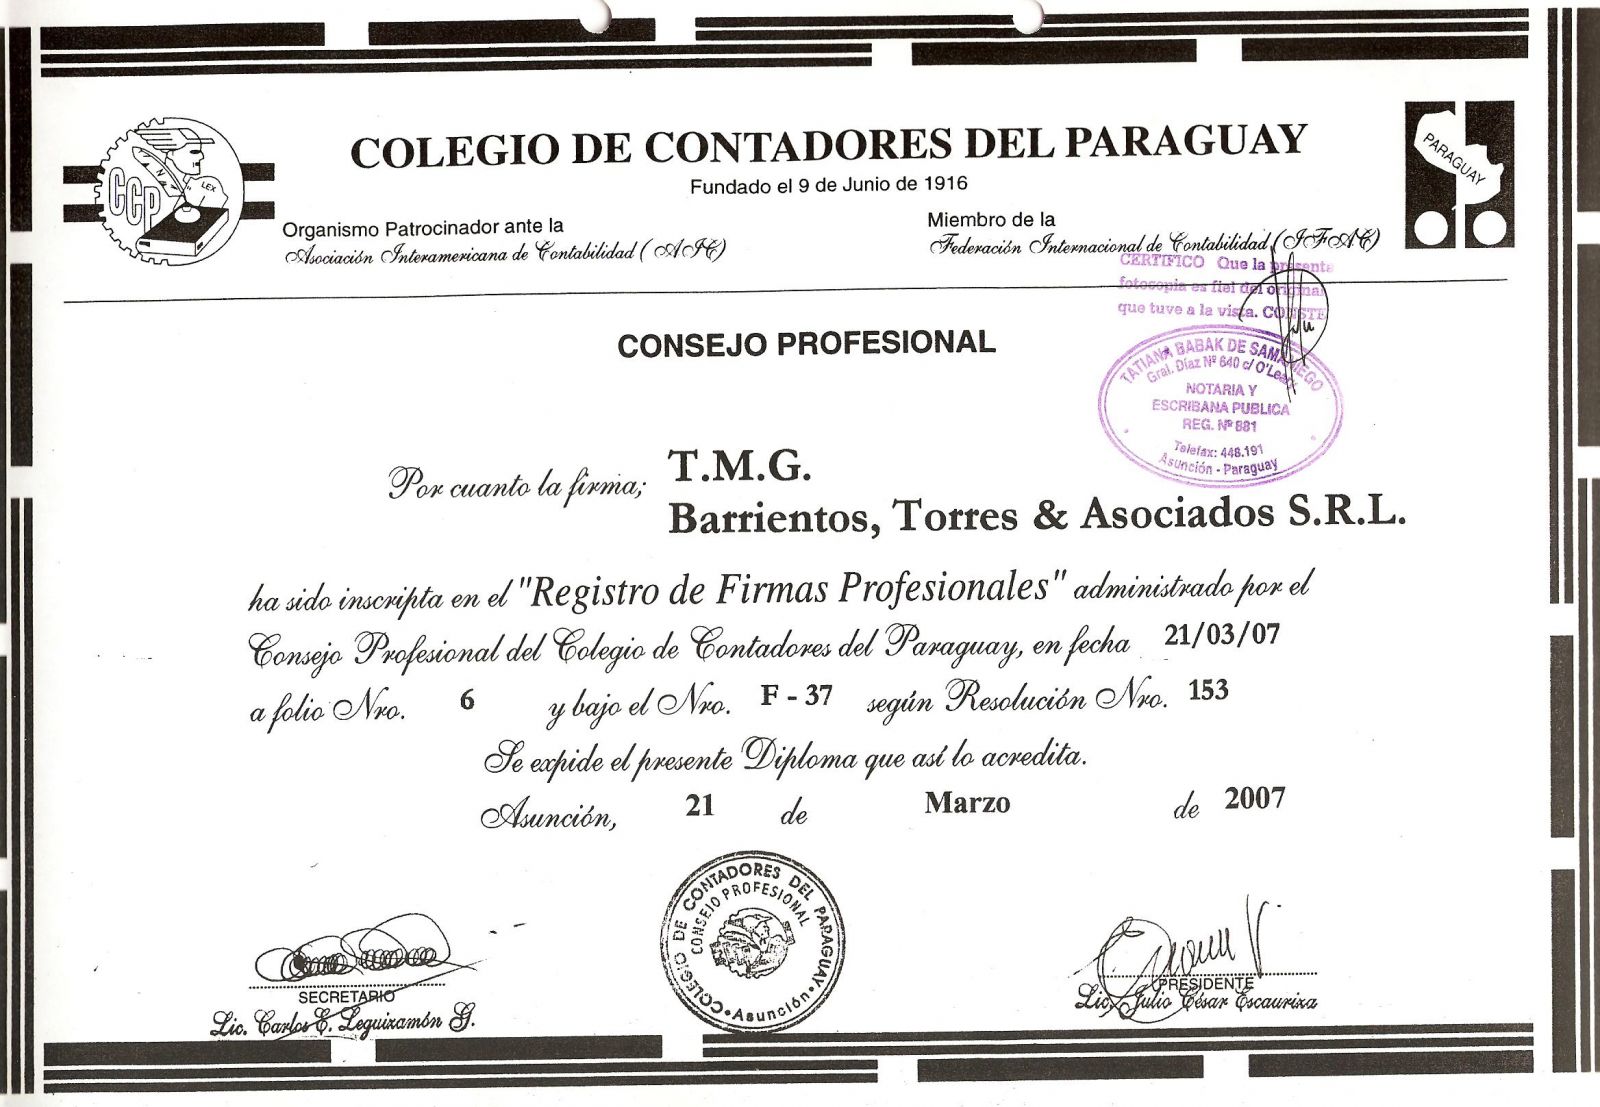 COLEGIO DE CONTADORES DEL PARAGUAY
Fundado el 9 de Junio de 1916
CCP
LEX
PARAGUAY
Organismo Patrocinador ante la
Asociación Interamericana de Contabilidad (AIC)
Miembro de la
Federación Internacional de Contabilidad (IFAC)
CERTIFICO Que la presente
fotocopia es fiel del original
que tuve a la vista. CONSTE
CONSEJO PROFESIONAL
TATIANA BABAK DE SAMANIEGO
Gral. Díaz Nº 640 c/ O'Leary
NOTARIA Y
ESCRIBANA PUBLICA
REG. Nº 881
Telefax: 448.191
Asunción - Paraguay
Por cuanto la firma; T.M.G.
Barrientos, Torres & Asociados S.R.L.
ha sido inscripta en el "Registro de Firmas Profesionales" administrado por el
Consejo Profesional del Colegio de Contadores del Paraguay, en fecha 21/03/07
a folio Nro. 6 y bajo el Nro. F - 37 según Resolución Nro. 153
Se expide el presente Diploma que así lo acredita.
Asunción, 21 de Marzo de 2007
COLEGIO DE CONTADORES DEL PARAGUAY
CONSEJO PROFESIONAL
Asunción
SECRETARIO
Lic. Carlos E. Leguizamón G.
PRESIDENTE
Lic. Julio César Escauriza